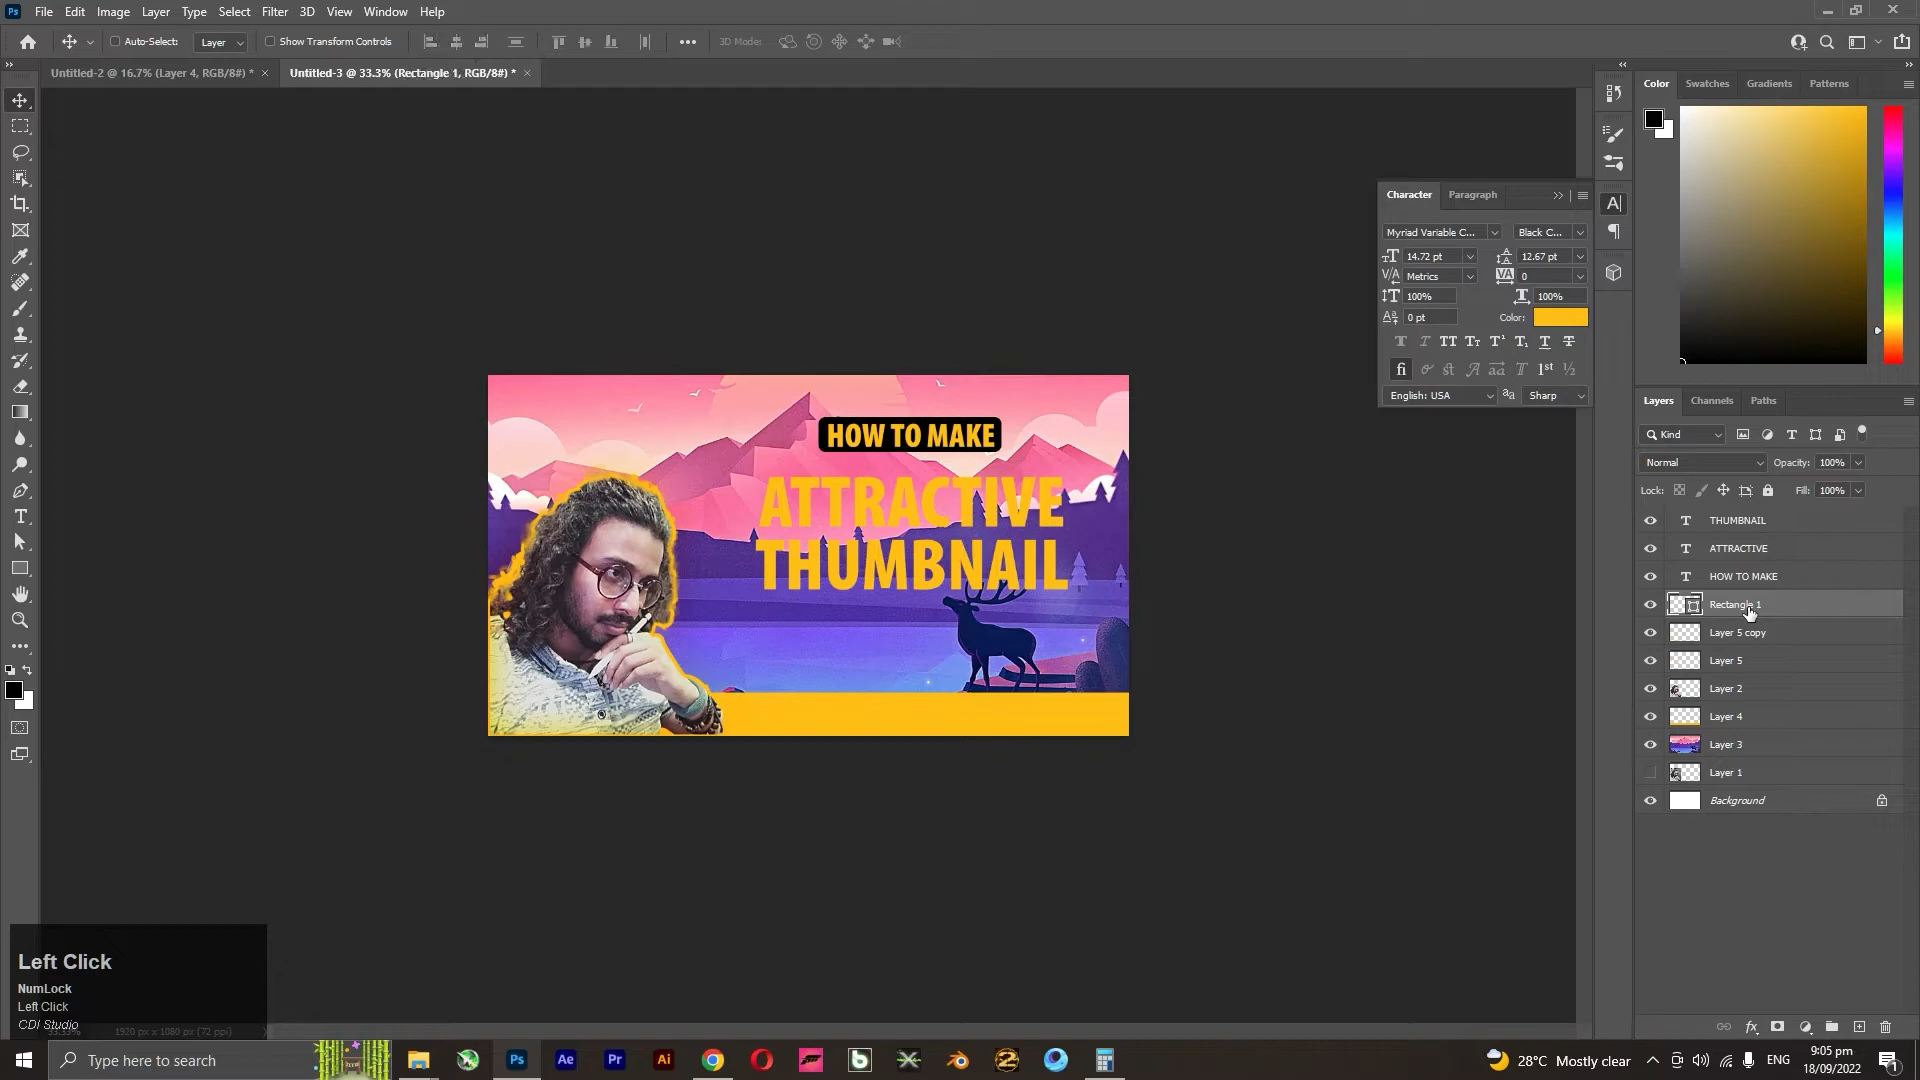 File Edit Image Layer Type Select Filter 3D View Window Help
Auto-Select: Layer Show Transform Controls 3D Mode:
Untitled-2 @ 16.7% (Layer 4, RGB/8#) * × Untitled-3 @ 33.3% (Rectangle 1, RGB/8#) * ×
Color Swatches Gradients Patterns
Character Paragraph
Myriad Variable C... Black C...
14.72 pt 12.67 pt
Metrics 0
100% 100%
0 pt Color:
English: USA Sharp
HOW TO MAKE
ATTRACTIVE
THUMBNAIL
Layers Channels Paths
Kind
Normal Opacity: 100%
Lock: Fill: 100%
THUMBNAIL
ATTRACTIVE
HOW TO MAKE
Rectangle 1
Layer 5 copy
Layer 5
Layer 2
Layer 4
Layer 3
Layer 1
Background
Left Click
NumLock
Left Click
CDI Studio
1920 px x 1080 px (72 ppi)
Type here to search
28°C Mostly clear
ENG
9:05 pm
18/09/2022